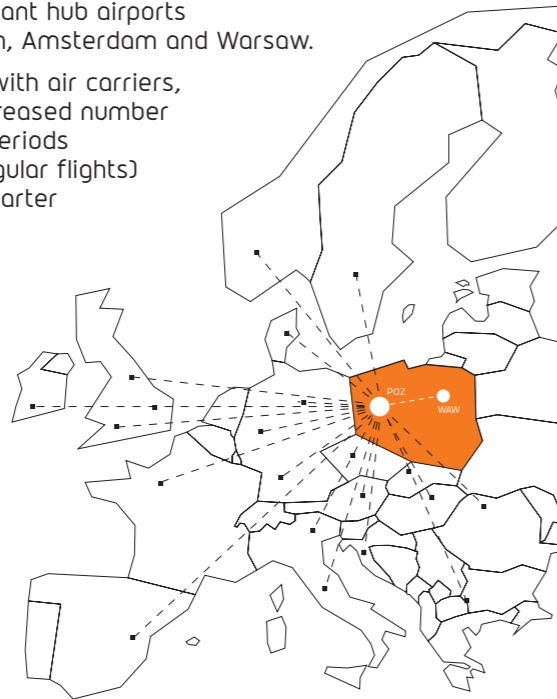 ant hub airports
, Amsterdam and Warsaw.
with air carriers,
reased number
eriods
gular flights)
arter
POZ
WAW